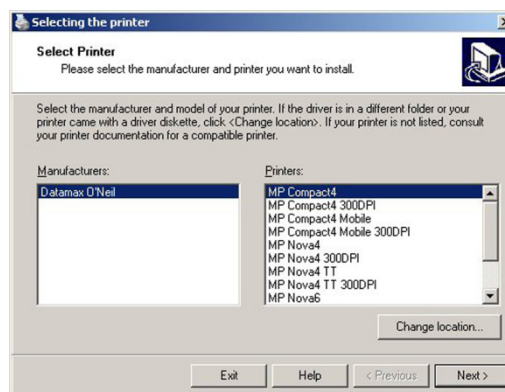 Selecting the printer
Select Printer
Please select the manufacturer and printer you want to install.
Select the manufacturer and model of your printer. If the driver is in a different folder or your
printer came with a driver diskette, click <Change location>. If your printer is not listed, consult
your printer documentation for a compatible printer.
Manufacturers:
Datamax O'Neil
Printers:
MP Compact4
MP Compact4 300DPI
MP Compact4 Mobile
MP Compact4 Mobile 300DPI
MP Nova4
MP Nova4 300DPI
MP Nova4 TT
MP Nova4 TT 300DPI
MP Nova6
Change location...
Exit
Help
< Previous
Next >